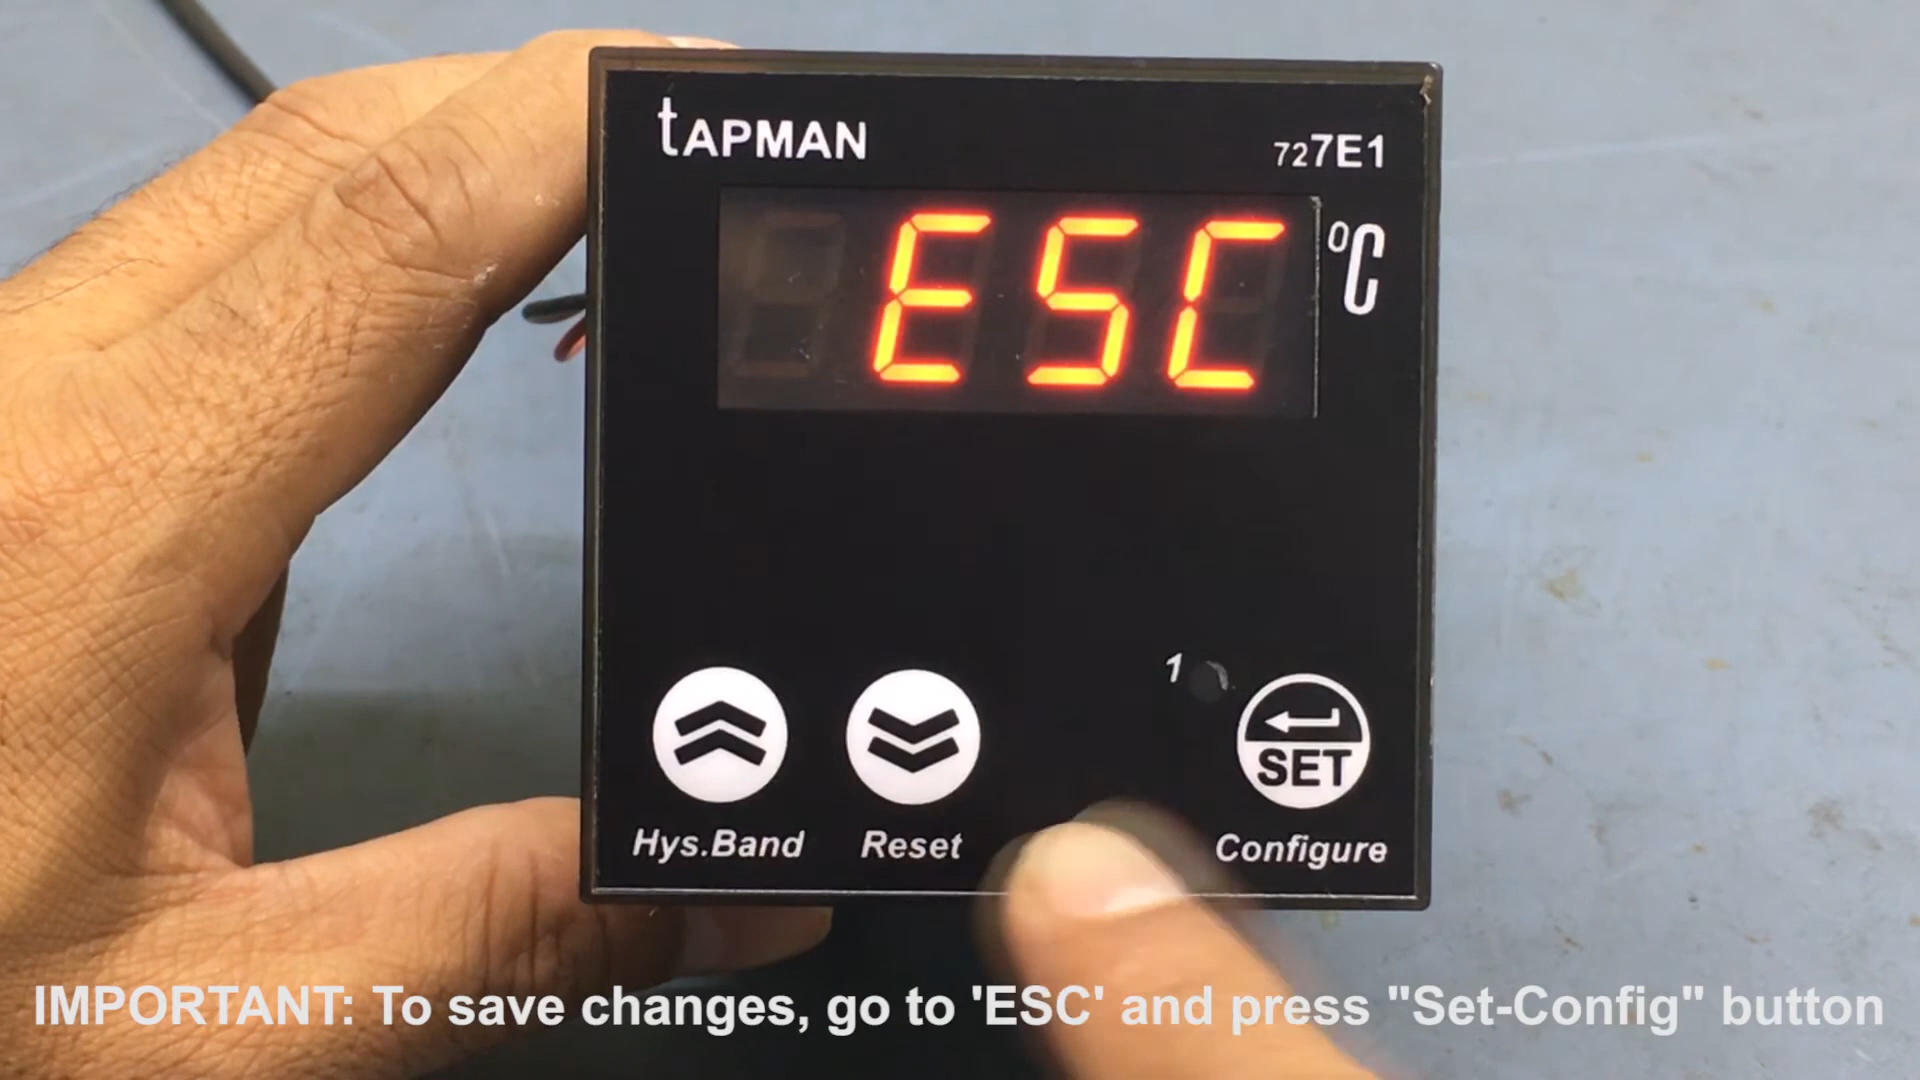 tAPMAN
727E1
ESC
°C
1
SET
Hys.Band
Reset
Configure
IMPORTANT: To save changes, go to 'ESC' and press "Set-Config" button